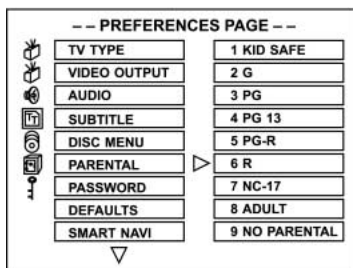 -- PREFERENCES PAGE --
TV TYPE
VIDEO OUTPUT
AUDIO
SUBTITLE
DISC MENU
PARENTAL
PASSWORD
DEFAULTS
SMART NAVI
1 KID SAFE
2 G
3 PG
4 PG 13
5 PG-R
6 R
7 NC-17
8 ADULT
9 NO PARENTAL
TT